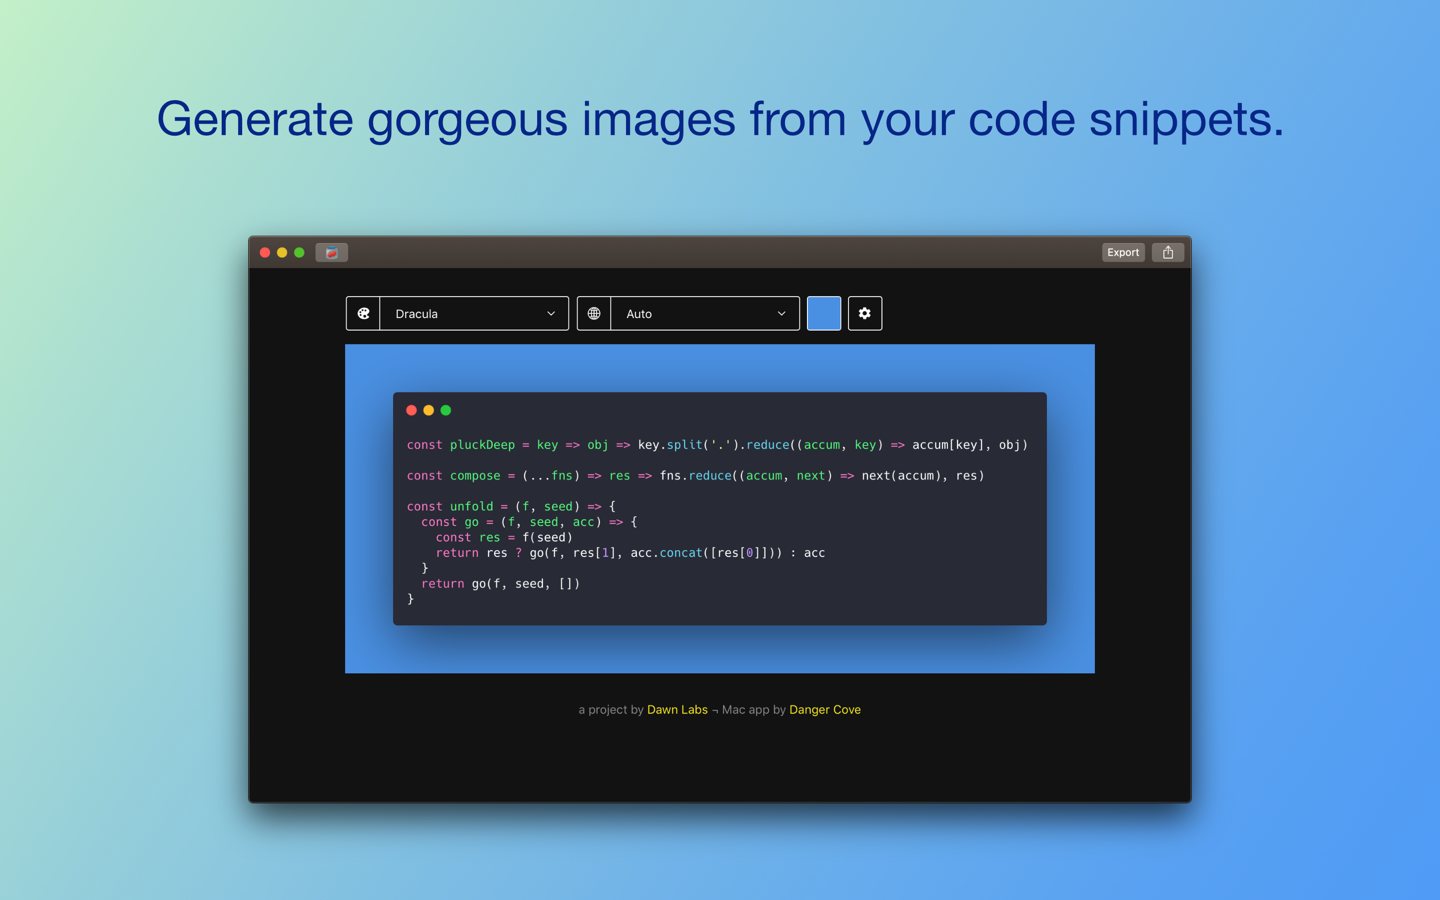 Generate gorgeous images from your code snippets.
Export
Dracula
Auto
const pluckDeep = key => obj => key.split('.').reduce((accum, key) => accum[key], obj)
const compose = (...fns) => res => fns.reduce((accum, next) => next(accum), res)
const unfold = (f, seed) => {
  const go = (f, seed, acc) => {
    const res = f(seed)
    return res ? go(f, res[1], acc.concat([res[0]])) : acc
  }
  return go(f, seed, [])
}
a project by Dawn Labs ¬ Mac app by Danger Cove